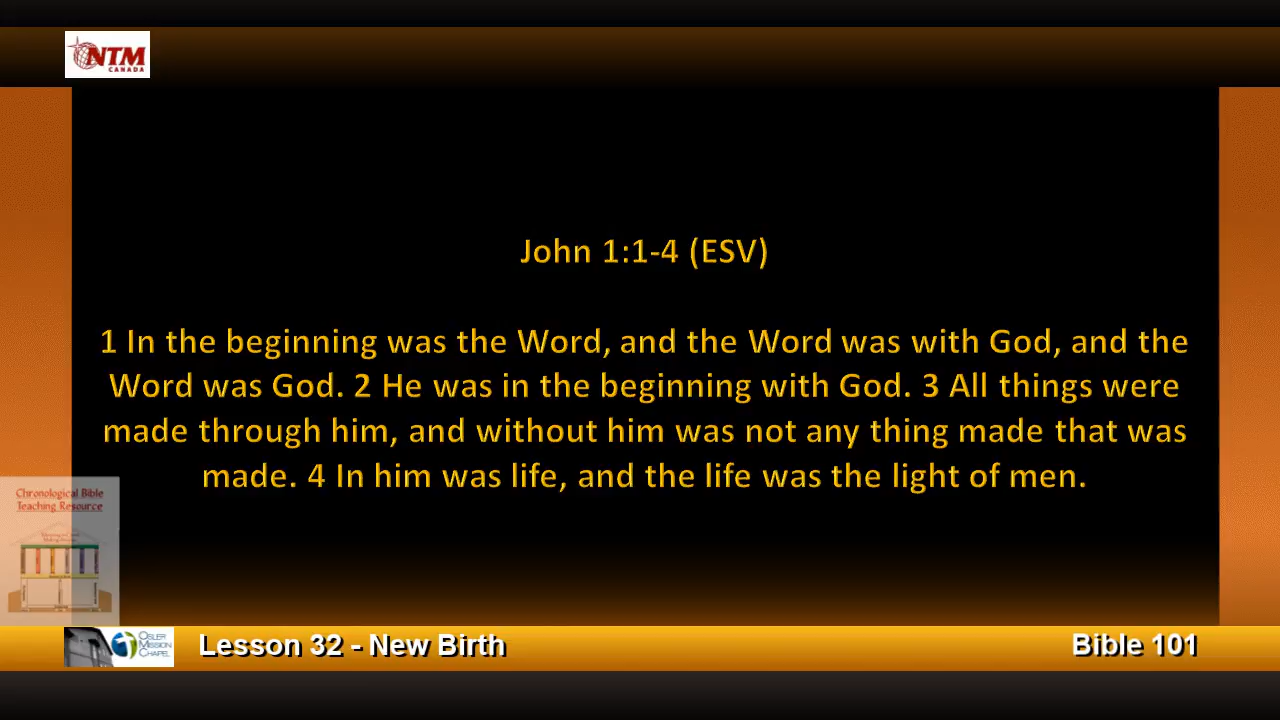 NTM
CANADA
John 1:1-4 (ESV)
1 In the beginning was the Word, and the Word was with God, and the
Word was God. 2 He was in the beginning with God. 3 All things were
made through him, and without him was not any thing made that was
made. 4 In him was life, and the life was the light of men.
Chronological Bible
Teaching Resource
OSLER
MISSION
CHAPEL
Lesson 32 - New Birth
Bible 101